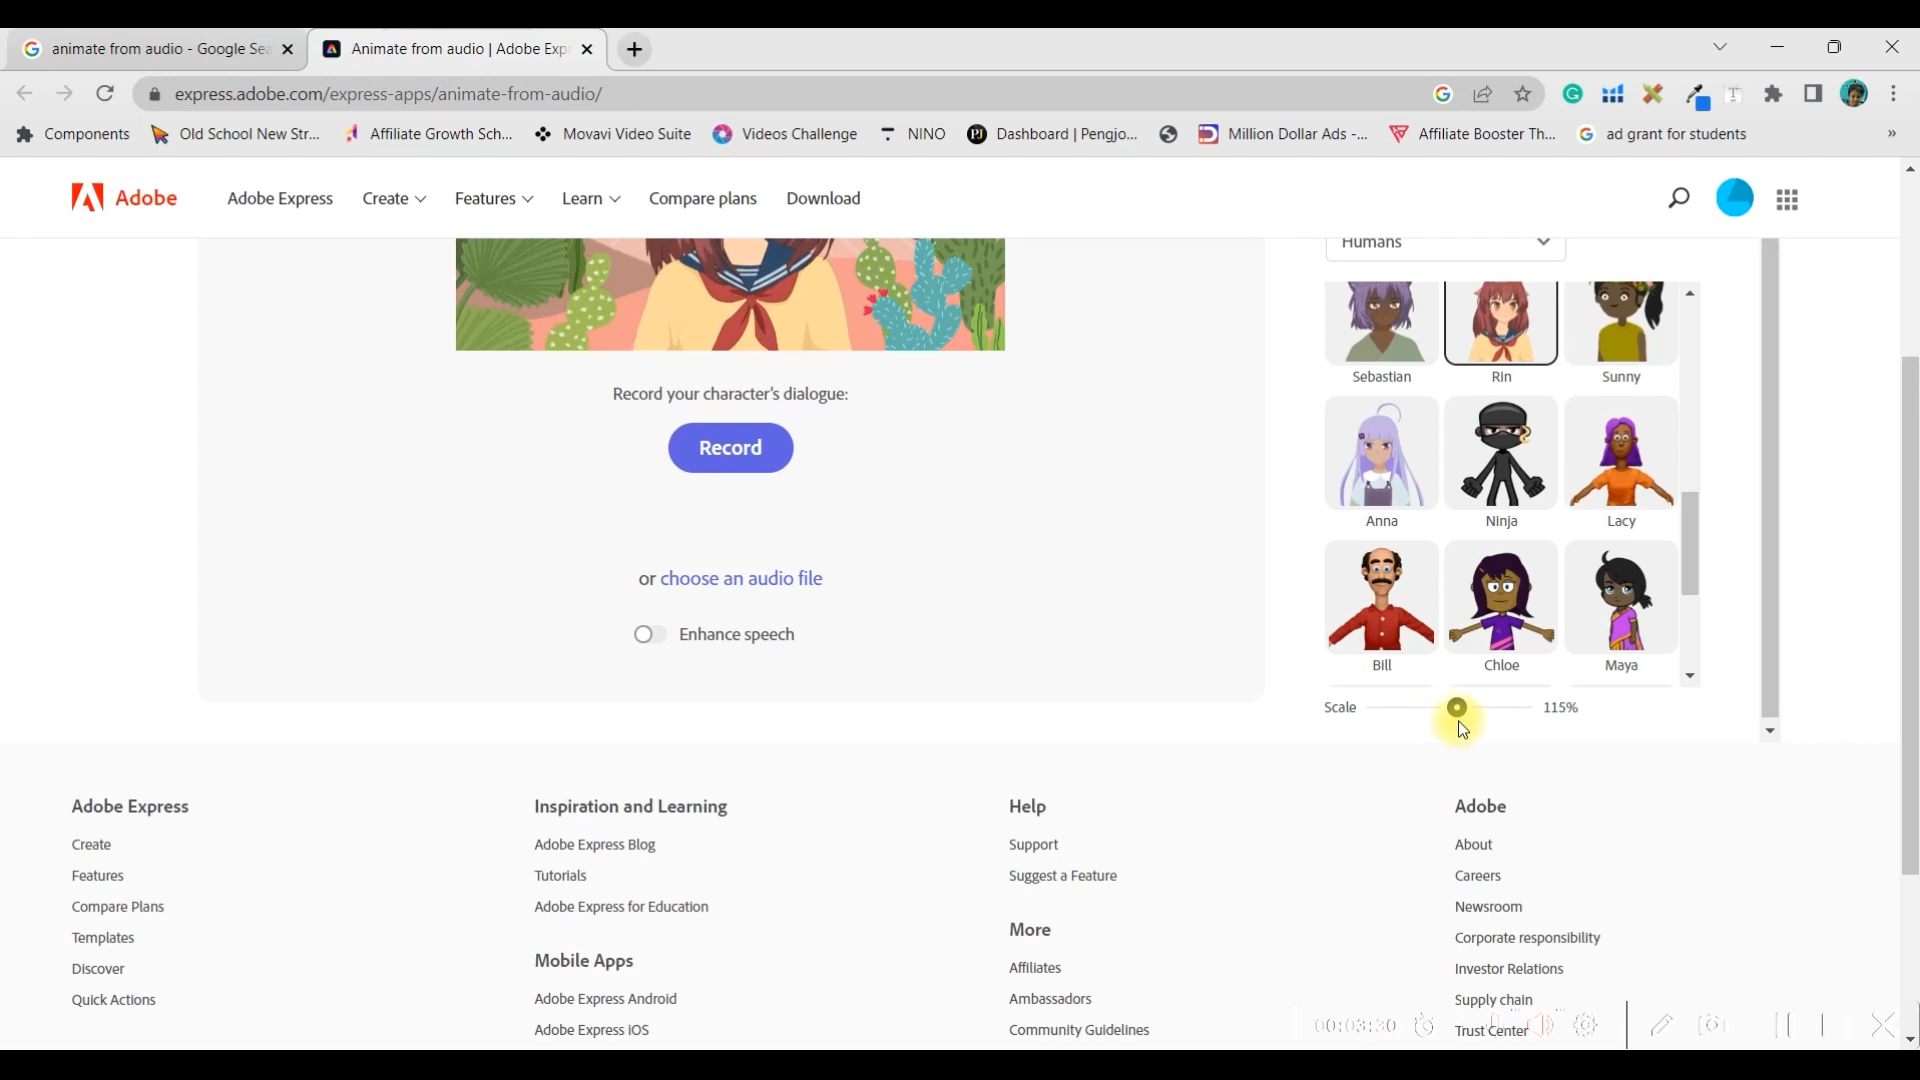 animate from audio - Google Sea
Animate from audio | Adobe Exp
express.adobe.com/express-apps/animate-from-audio/
Components
Old School New Str...
Affiliate Growth Sch...
Movavi Video Suite
Videos Challenge
NINO
Dashboard | Pengjo...
Million Dollar Ads -...
Affiliate Booster Th...
ad grant for students
»
Adobe
Adobe Express
Create
Features
Learn
Compare plans
Download
Humans
Sebastian
Rin
Sunny
Record your character's dialogue:
Record
Anna
Ninja
Lacy
or choose an audio file
Enhance speech
Bill
Chloe
Maya
Scale
115%
Adobe Express
Create
Features
Compare Plans
Templates
Discover
Quick Actions
Inspiration and Learning
Adobe Express Blog
Tutorials
Adobe Express for Education
Mobile Apps
Adobe Express Android
Adobe Express iOS
Help
Support
Suggest a Feature
More
Affiliates
Ambassadors
Community Guidelines
Adobe
About
Careers
Newsroom
Corporate responsibility
Investor Relations
Supply chain
Trust Center
00:03:30